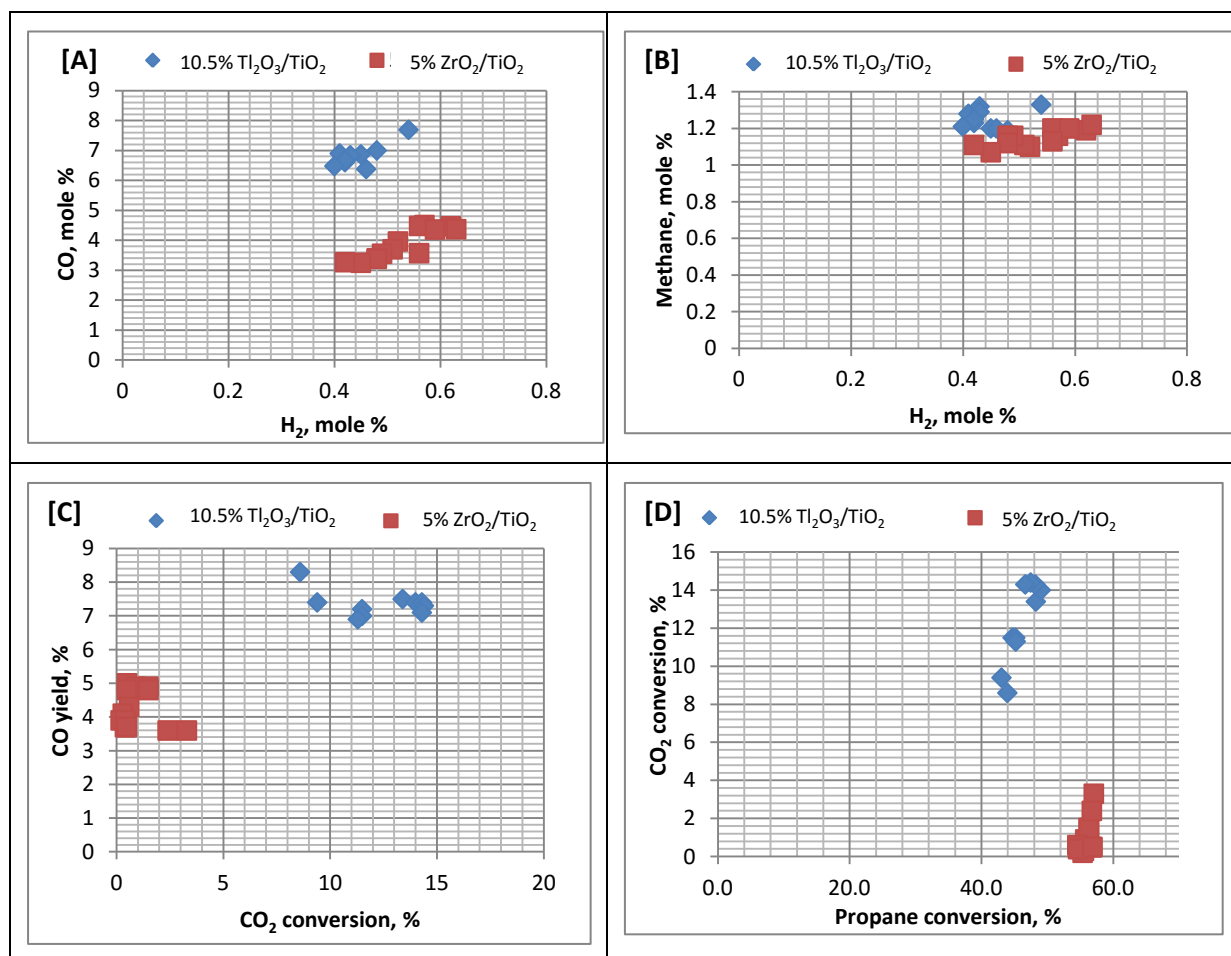 [A]
10.5% Tl₂O₃/TiO₂
5% ZrO₂/TiO₂
9
8
7
6
5
4
3
2
1
0
CO, mole %
0
0.2
0.4
0.6
0.8
H₂, mole %
[B]
10.5% Tl₂O₃/TiO₂
5% ZrO₂/TiO₂
1.4
1.2
1
0.8
0.6
0.4
0.2
0
Methane, mole %
0
0.2
0.4
0.6
0.8
H₂, mole %
[C]
10.5% Tl₂O₃/TiO₂
5% ZrO₂/TiO₂
9
8
7
6
5
4
3
2
1
0
CO yield, %
0
5
10
15
20
CO₂ conversion, %
[D]
10.5% Tl₂O₃/TiO₂
5% ZrO₂/TiO₂
16
14
12
10
8
6
4
2
0
CO₂ conversion, %
0.0
20.0
40.0
60.0
Propane conversion, %